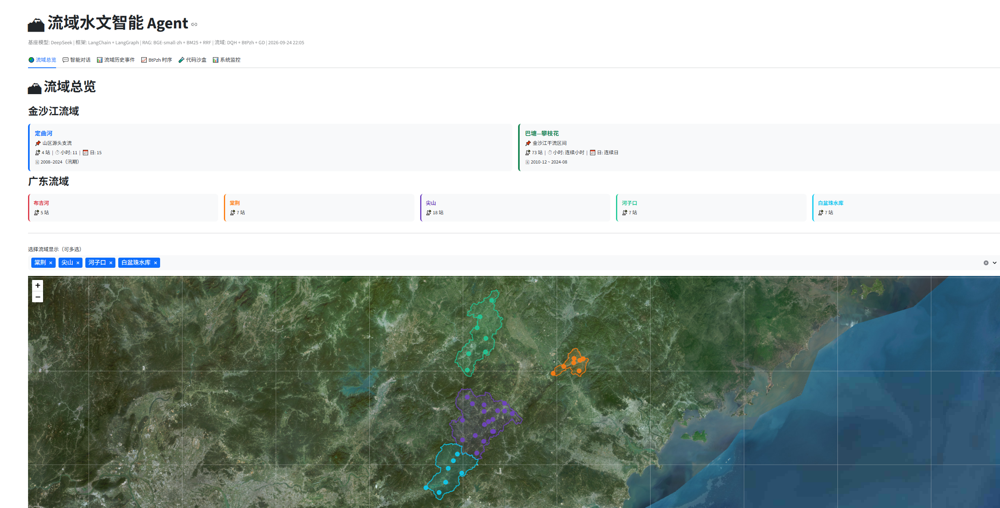 流域水文智能 Agent
基座模型: DeepSeek | 框架: LangChain + LangGraph | RAG: BGE-small-zh + BM25 + RRF | 流域: DQH + BtPzh + GD | 2026-09-24 22:05
流域总览 智能对话 流域历史事件 BtPzh 时序 代码沙盒 系统监控
流域总览
金沙江流域
定曲河
山区源头支流
4 站 | 小时: 11 | 日: 15
2008–2024（汛期）
巴塘—攀枝花
金沙江干流区间
73 站 | 小时: 连续小时 | 日: 连续日
2010-12 ~ 2024-08
广东流域
布吉河
5 站
棠荆
7 站
尖山
18 站
河子口
7 站
白盆珠水库
7 站
选择流域显示（可多选）
棠荆 × 尖山 × 河子口 × 白盆珠水库 ×
+
−